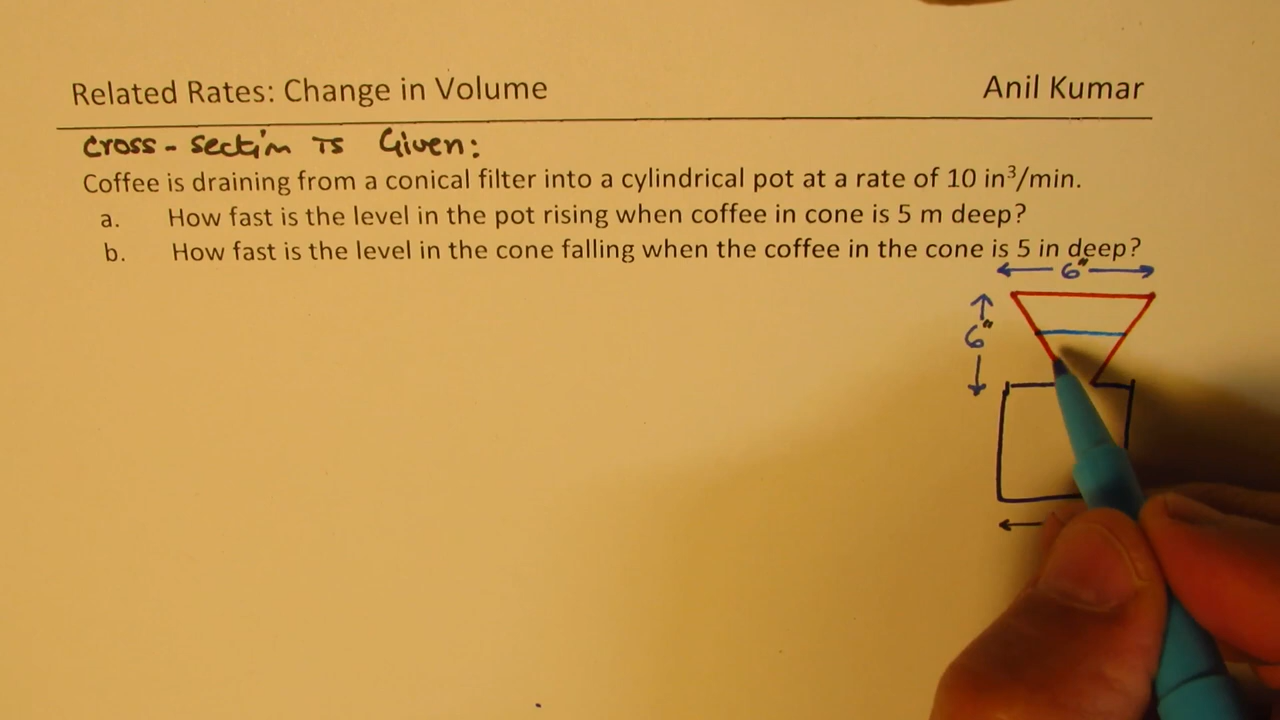 Related Rates: Change in Volume Anil Kumar
Cross-section is Given:
Coffee is draining from a conical filter into a cylindrical pot at a rate of 10 in³/min.
a. How fast is the level in the pot rising when coffee in cone is 5 m deep?
b. How fast is the level in the cone falling when the coffee in the cone is 5 in deep?
6"
6"